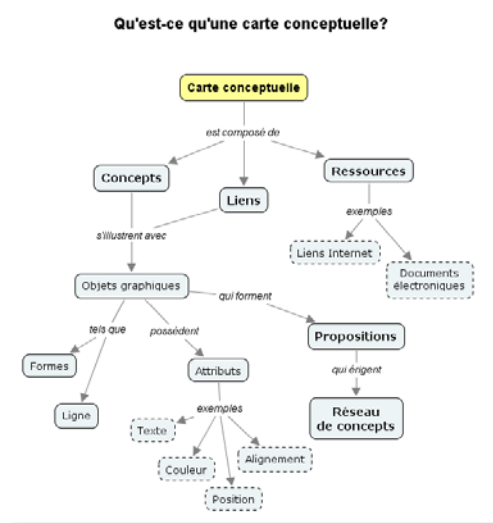 Qu'est-ce qu'une carte conceptuelle?
Carte conceptuelle
est composé de
Concepts
Liens
Ressources
s'illustrent avec
exemples
Liens Internet
Documents
électroniques
Objets graphiques
qui forment
tels que
possèdent
Propositions
Formes
Attributs
qui érigent
Ligne
exemples
Réseau
de concepts
Texte
Couleur
Alignement
Position